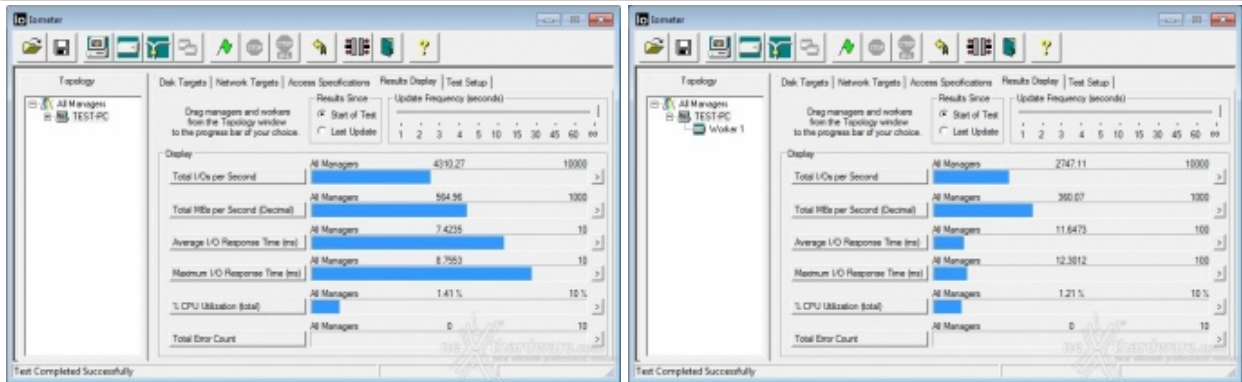 Iometer
Topology
All Managers
TEST-PC
Disk Targets | Network Targets | Access Specifications | Results Display | Test Setup
Drag managers and workers
from the Topology window
to the progress bar of your choice.
Results Since
Start of Test
Last Update
Update Frequency (seconds)
1 2 3 4 5 10 15 30 45 60 ∞
Display
All Managers 4310.27 10000
Total I/Os per Second >
All Managers 564.96 1000
Total MBs per Second (Decimal) >
All Managers 7.4235 10
Average I/O Response Time (ms) >
All Managers 8.7553 10
Maximum I/O Response Time (ms) >
All Managers 1.41 % 10 %
% CPU Utilization (total) >
All Managers 0 10
Total Error Count >
Test Completed Successfully
Iometer
Topology
All Managers
TEST-PC
Worker 1
Disk Targets | Network Targets | Access Specifications | Results Display | Test Setup
Drag managers and workers
from the Topology window
to the progress bar of your choice.
Results Since
Start of Test
Last Update
Update Frequency (seconds)
1 2 3 4 5 10 15 30 45 60 ∞
Display
All Managers 2747.11 10000
Total I/Os per Second >
All Managers 360.07 1000
Total MBs per Second (Decimal) >
All Managers 11.6473 100
Average I/O Response Time (ms) >
All Managers 12.3012 100
Maximum I/O Response Time (ms) >
All Managers 1.21 % 10 %
% CPU Utilization (total) >
All Managers 0 10
Total Error Count >
Test Completed Successfully